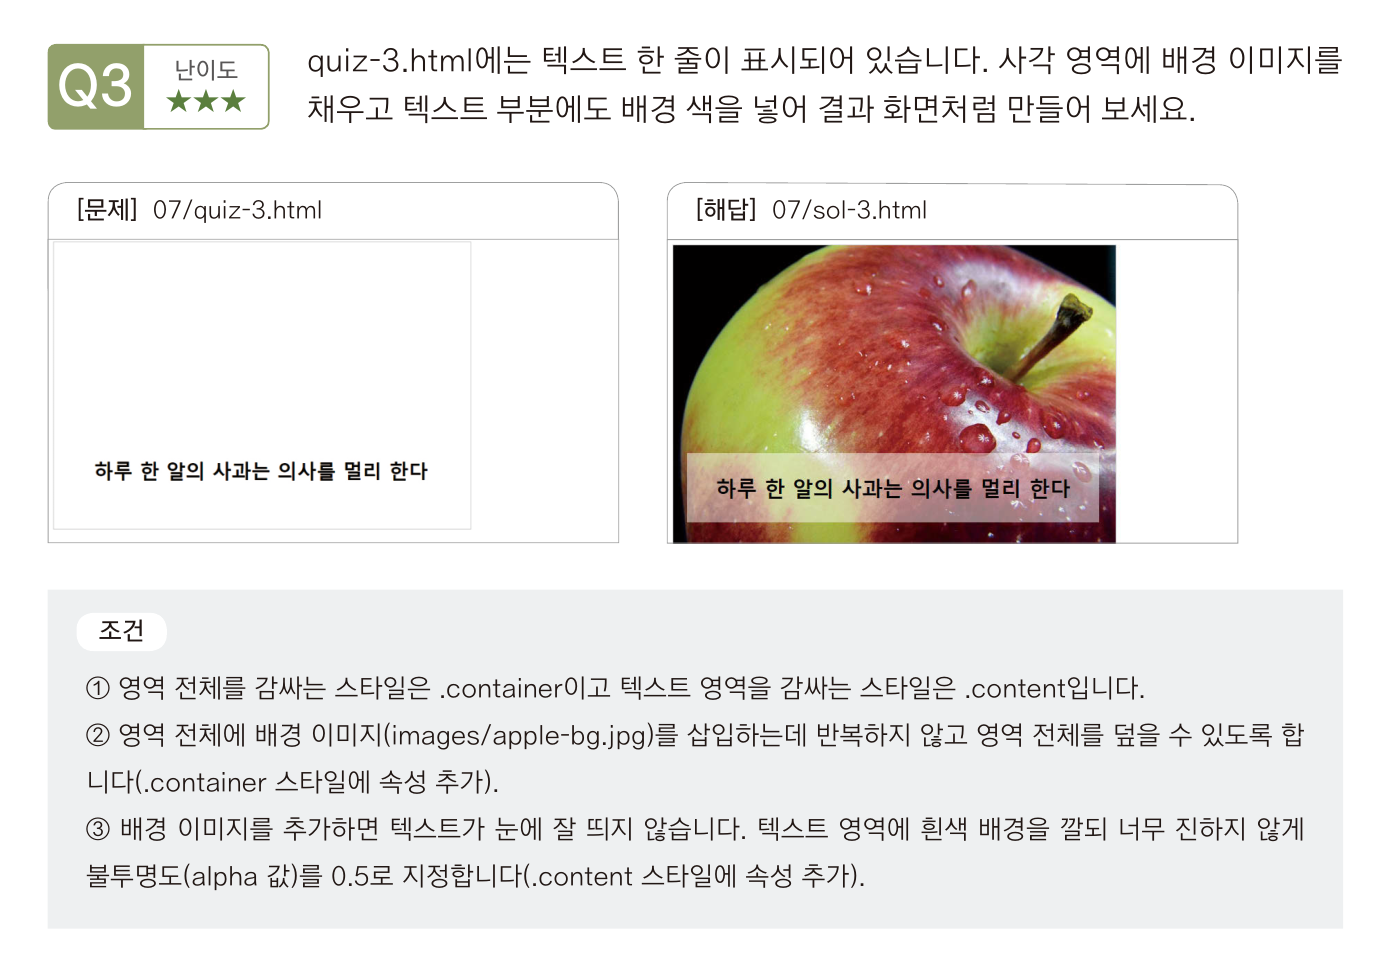 Q3 난이도 ★★★
quiz-3.html에는 텍스트 한 줄이 표시되어 있습니다. 사각 영역에 배경 이미지를
채우고 텍스트 부분에도 배경 색을 넣어 결과 화면처럼 만들어 보세요.
[문제] 07/quiz-3.html
하루 한 알의 사과는 의사를 멀리 한다
[해답] 07/sol-3.html
하루 한 알의 사과는 의사를 멀리 한다
조건
① 영역 전체를 감싸는 스타일은 .container이고 텍스트 영역을 감싸는 스타일은 .content입니다.
② 영역 전체에 배경 이미지(images/apple-bg.jpg)를 삽입하는데 반복하지 않고 영역 전체를 덮을 수 있도록 합
니다(.container 스타일에 속성 추가).
③ 배경 이미지를 추가하면 텍스트가 눈에 잘 띄지 않습니다. 텍스트 영역에 흰색 배경을 깔되 너무 진하지 않게
불투명도(alpha 값)를 0.5로 지정합니다(.content 스타일에 속성 추가).